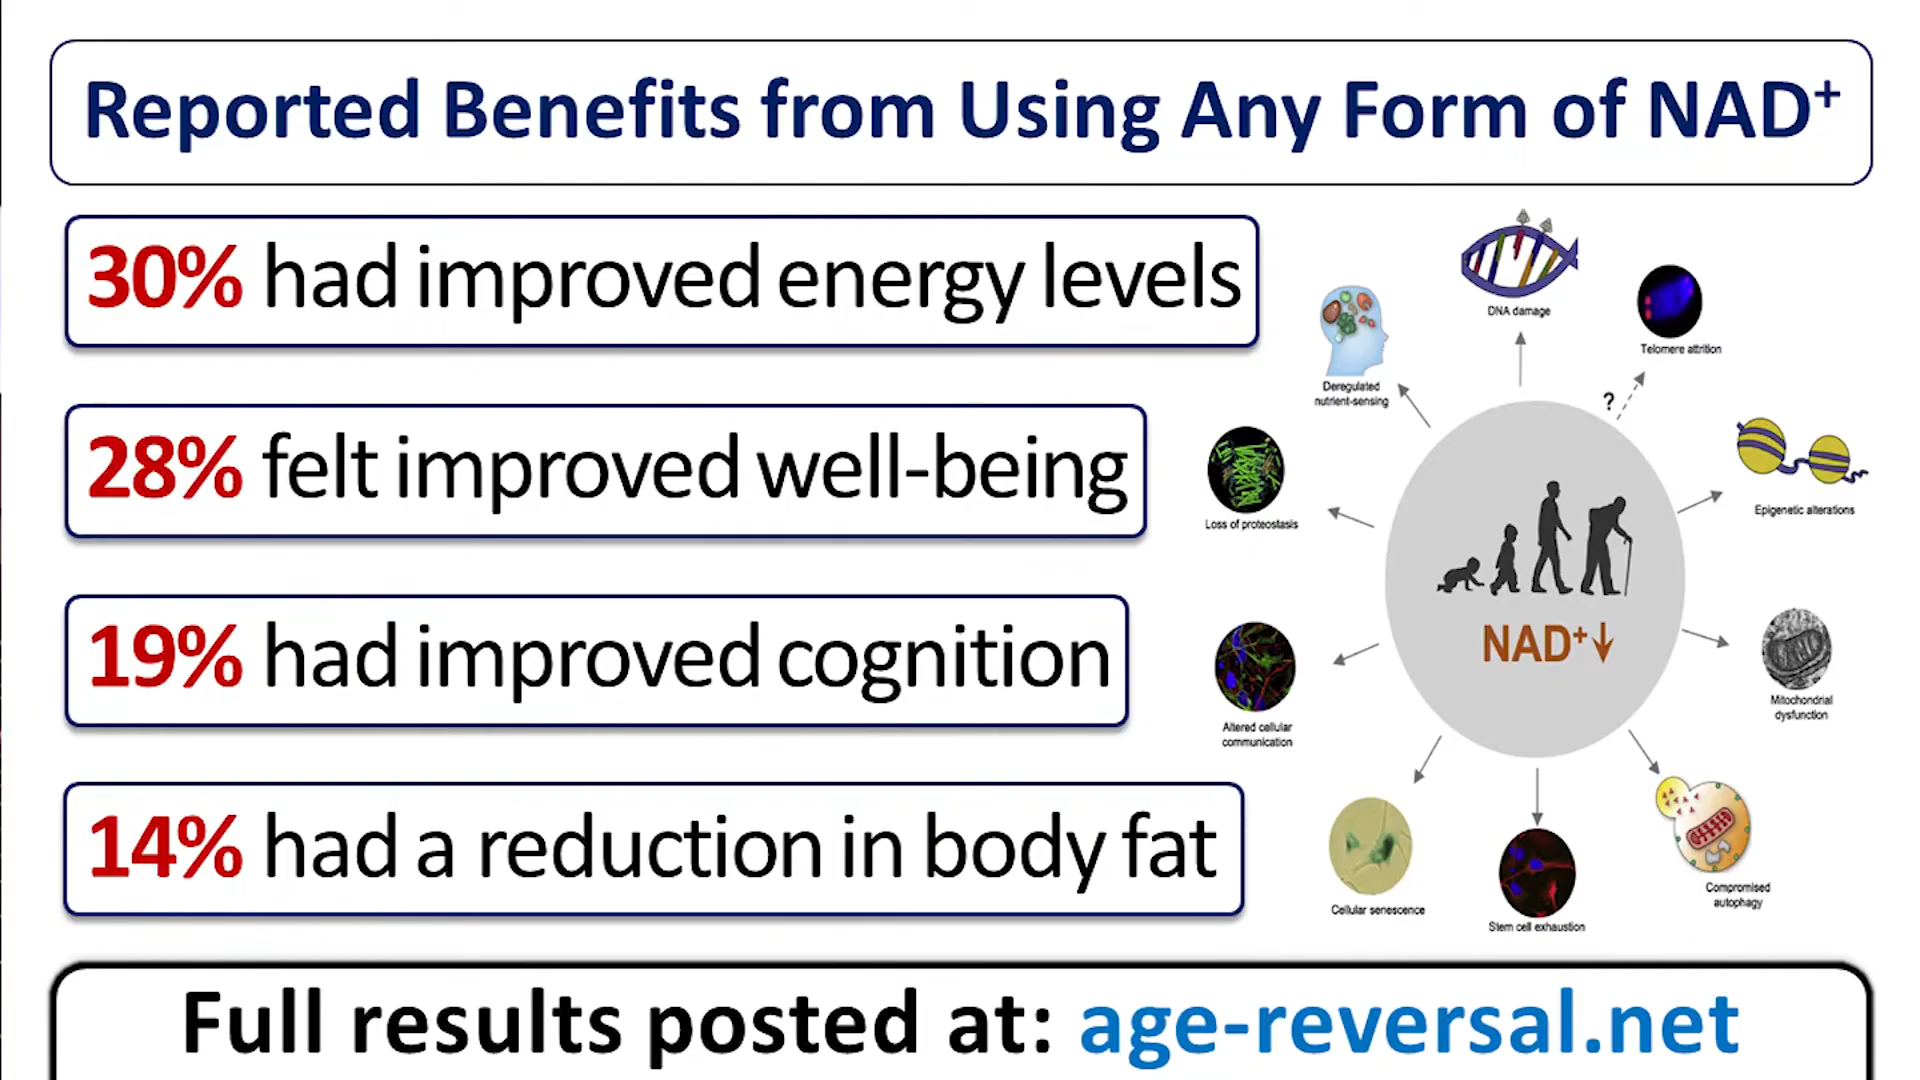 Reported Benefits from Using Any Form of NAD⁺
30% had improved energy levels
28% felt improved well-being
19% had improved cognition
14% had a reduction in body fat
DNA damage
Telomere attrition
?
Deregulated
nutrient-sensing
Loss of proteostasis
Epigenetic alterations
NAD⁺↓
Altered cellular
communication
Mitochondrial
dysfunction
Cellular senescence
Stem cell exhaustion
Compromised
autophagy
Full results posted at: age-reversal.net